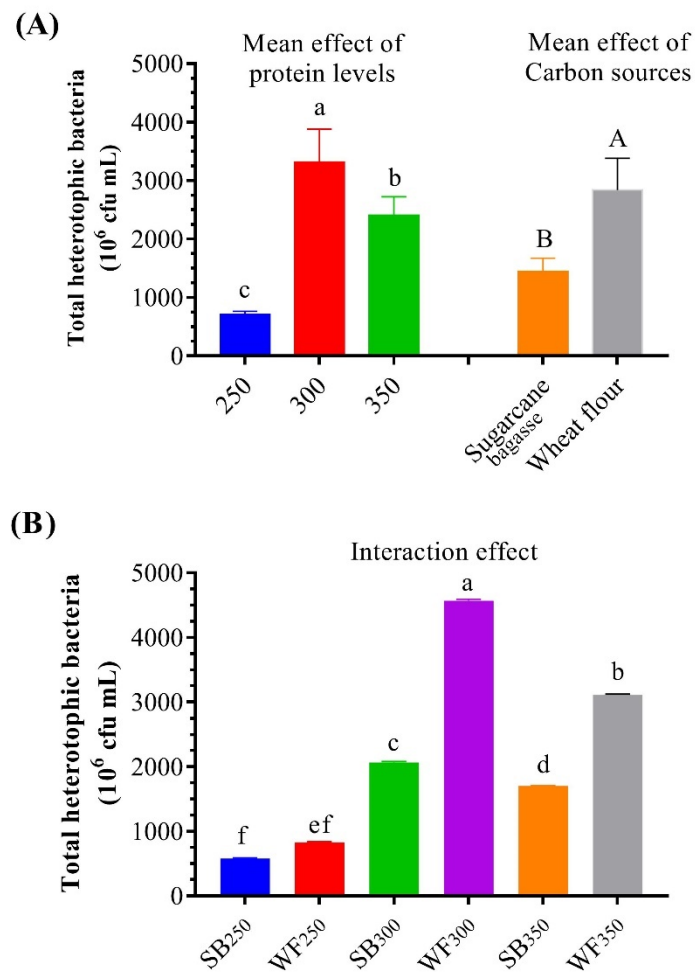 (A)
Mean effect of
protein levels
Mean effect of
Carbon sources
Total heterotophic bacteria
(10⁶ cfu mL)
5000
4000
3000
2000
1000
0
c
a
b
B
A
250
300
350
Sugarcane
bagasse
Wheat flour
(B)
Interaction effect
Total heterotophic bacteria
(10⁶ cfu mL)
5000
4000
3000
2000
1000
0
f
ef
c
a
d
b
SB250
WF250
SB300
WF300
SB350
WF350